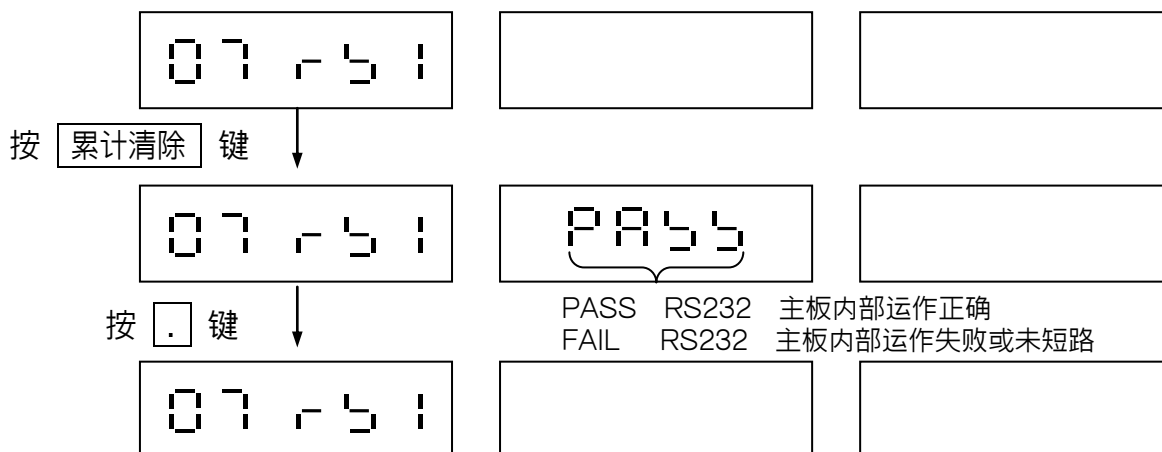 07 rS1
按 累计清除 键
07 rS1 PASS
按 . 键
PASS RS232 主板内部运作正确
FAIL RS232 主板内部运作失败或未短路
07 rS1